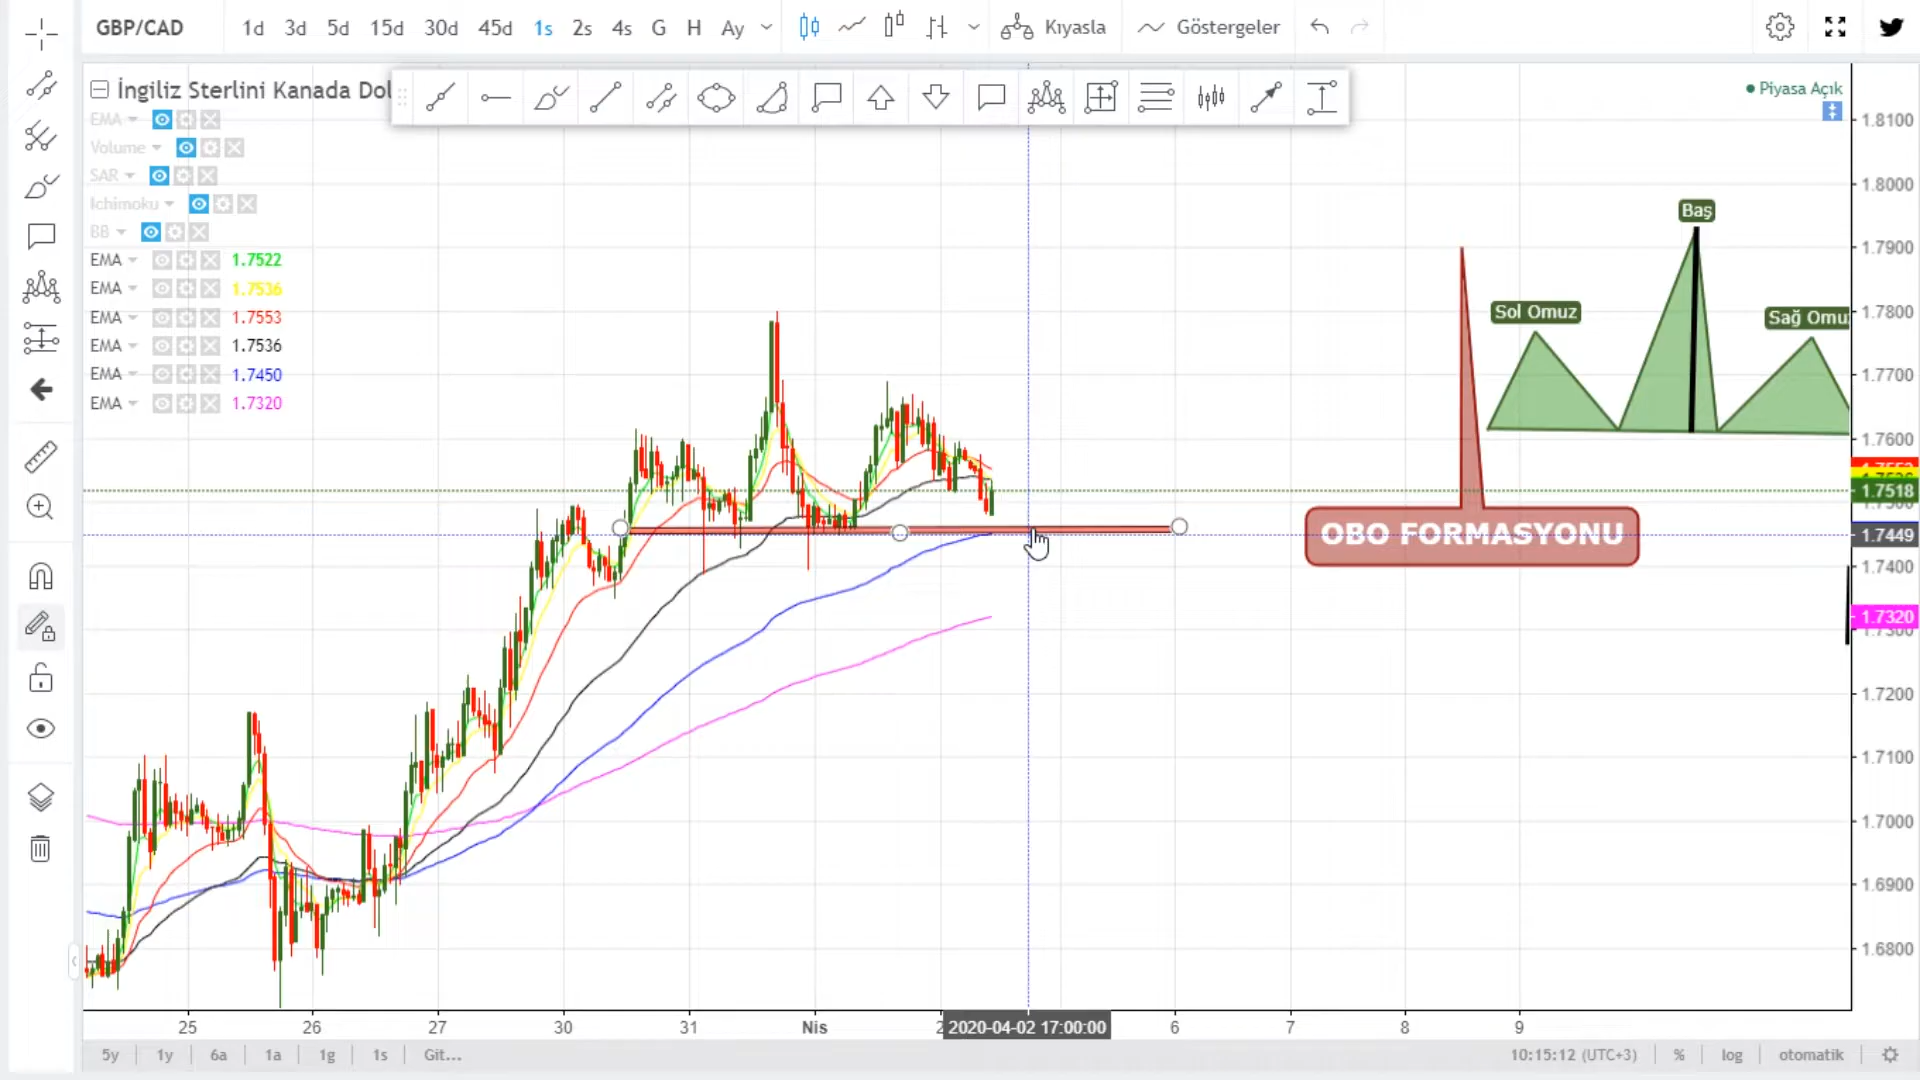 GBP/CAD 1d 3d 5d 15d 30d 45d 1s 2s 4s G H Ay Kıyasla Göstergeler
İngiliz Sterlini Kanada Dol
Piyasa Açık
EMA
Volume
SAR
Ichimoku
BB
EMA 1.7522
EMA 1.7536
EMA 1.7553
EMA 1.7536
EMA 1.7450
EMA 1.7320
Baş
Sol Omuz
Sağ Omu
OBO FORMASYONU
1.8100
1.8000
1.7900
1.7800
1.7700
1.7600
1.7518
1.7449
1.7400
1.7320
1.7300
1.7200
1.7100
1.7000
1.6900
1.6800
25 26 27 30 31 Nis 2 2020-04-02 17:00:00 6 7 8 9
5y 1y 6a 1a 1g 1s Git... 10:15:12 (UTC+3) % log otomatik